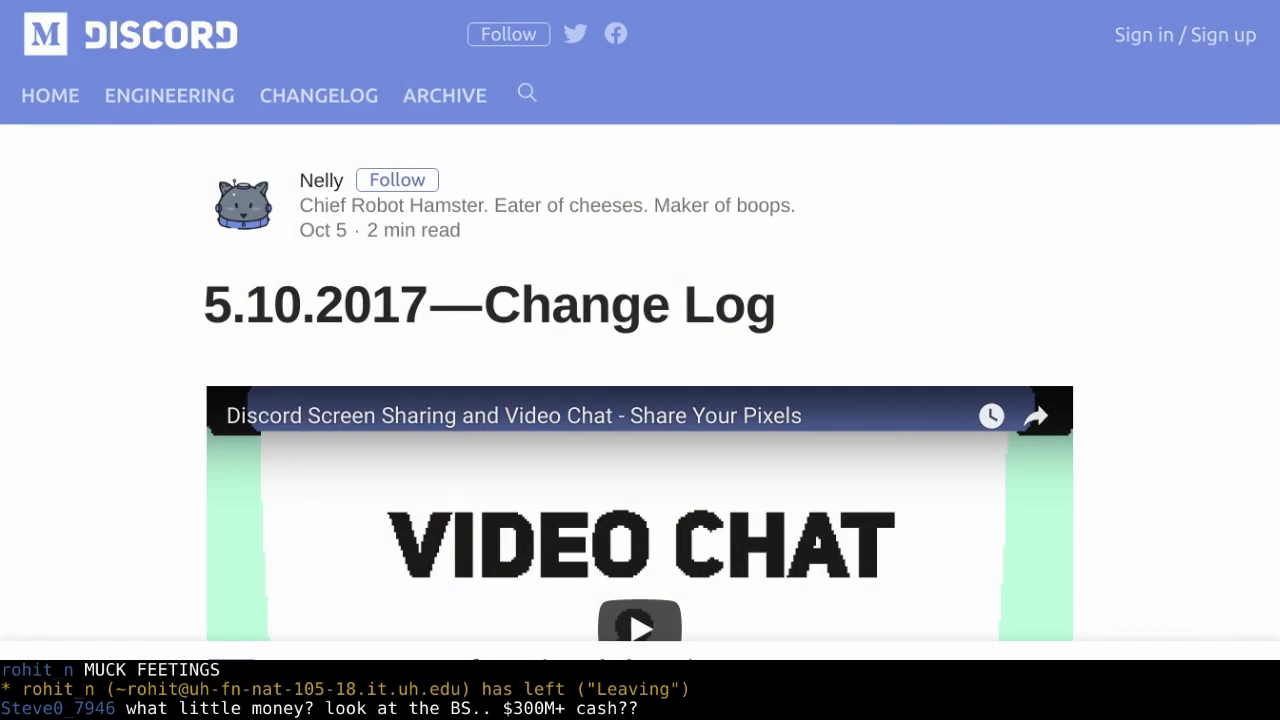 M DISCORD
Follow
Sign in / Sign up
HOME ENGINEERING CHANGELOG ARCHIVE
Nelly Follow
Chief Robot Hamster. Eater of cheeses. Maker of boops.
Oct 5 · 2 min read
5.10.2017—Change Log
Discord Screen Sharing and Video Chat - Share Your Pixels
VIDEO CHAT
rohit_n MUCK FEETINGS
* rohit_n (~rohit@uh-fn-nat-105-18.it.uh.edu) has left ("Leaving")
Steve0_7946 what little money? look at the BS.. $300M+ cash??